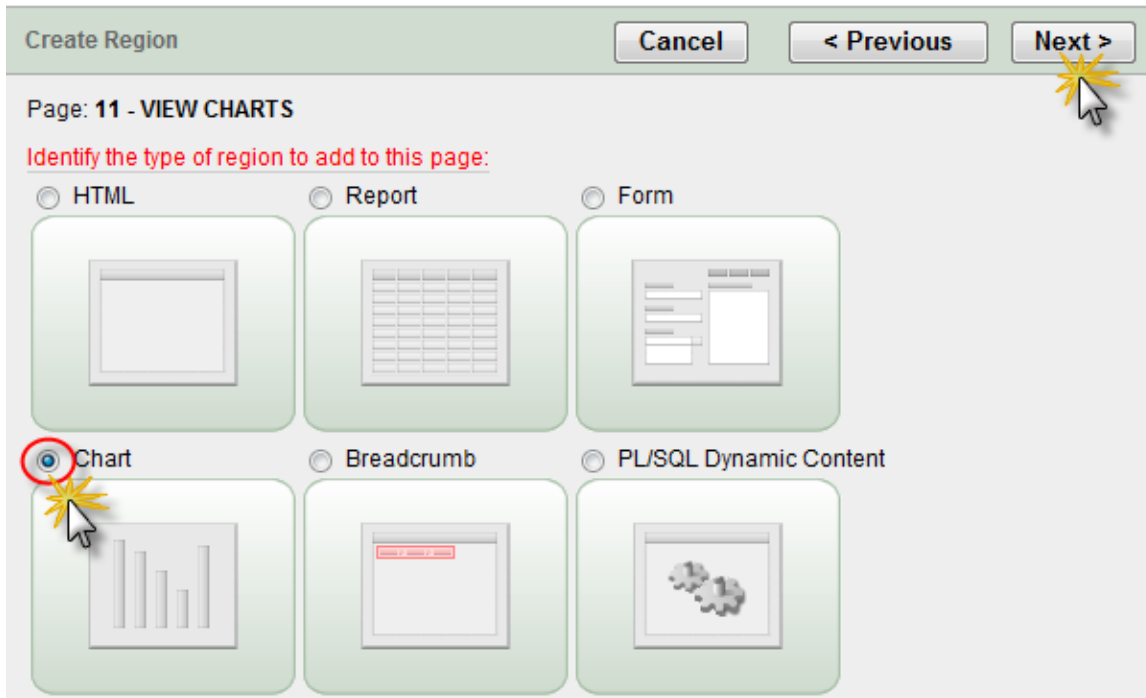 Create Region Cancel < Previous Next >
Page: 11 - VIEW CHARTS
Identify the type of region to add to this page:
HTML Report Form
Chart Breadcrumb PL/SQL Dynamic Content